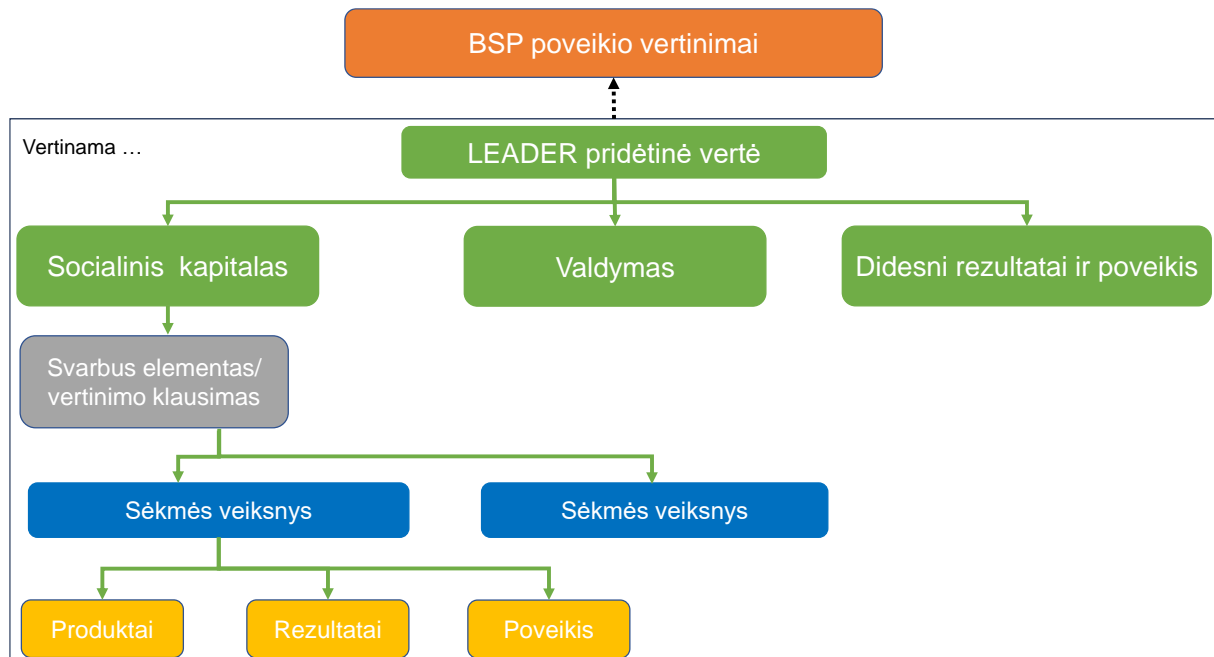 BSP poveikio vertinimai
Vertinama …
LEADER pridėtinė vertė
Socialinis kapitalas
Valdymas
Didesni rezultatai ir poveikis
Svarbus elementas/
vertinimo klausimas
Sėkmės veiksnys
Sėkmės veiksnys
Produktai
Rezultatai
Poveikis